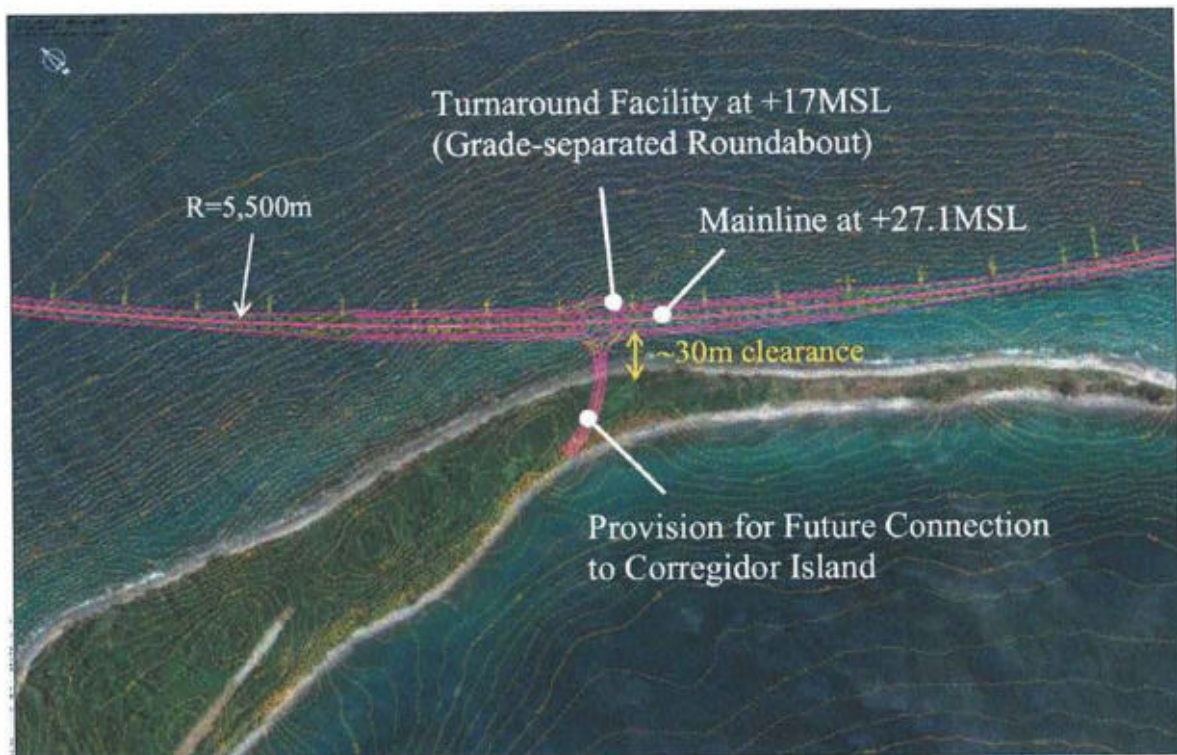 Turnaround Facility at +17MSL
(Grade-separated Roundabout)
R=5,500m
Mainline at +27.1MSL
~30m clearance
Provision for Future Connection
to Corregidor Island